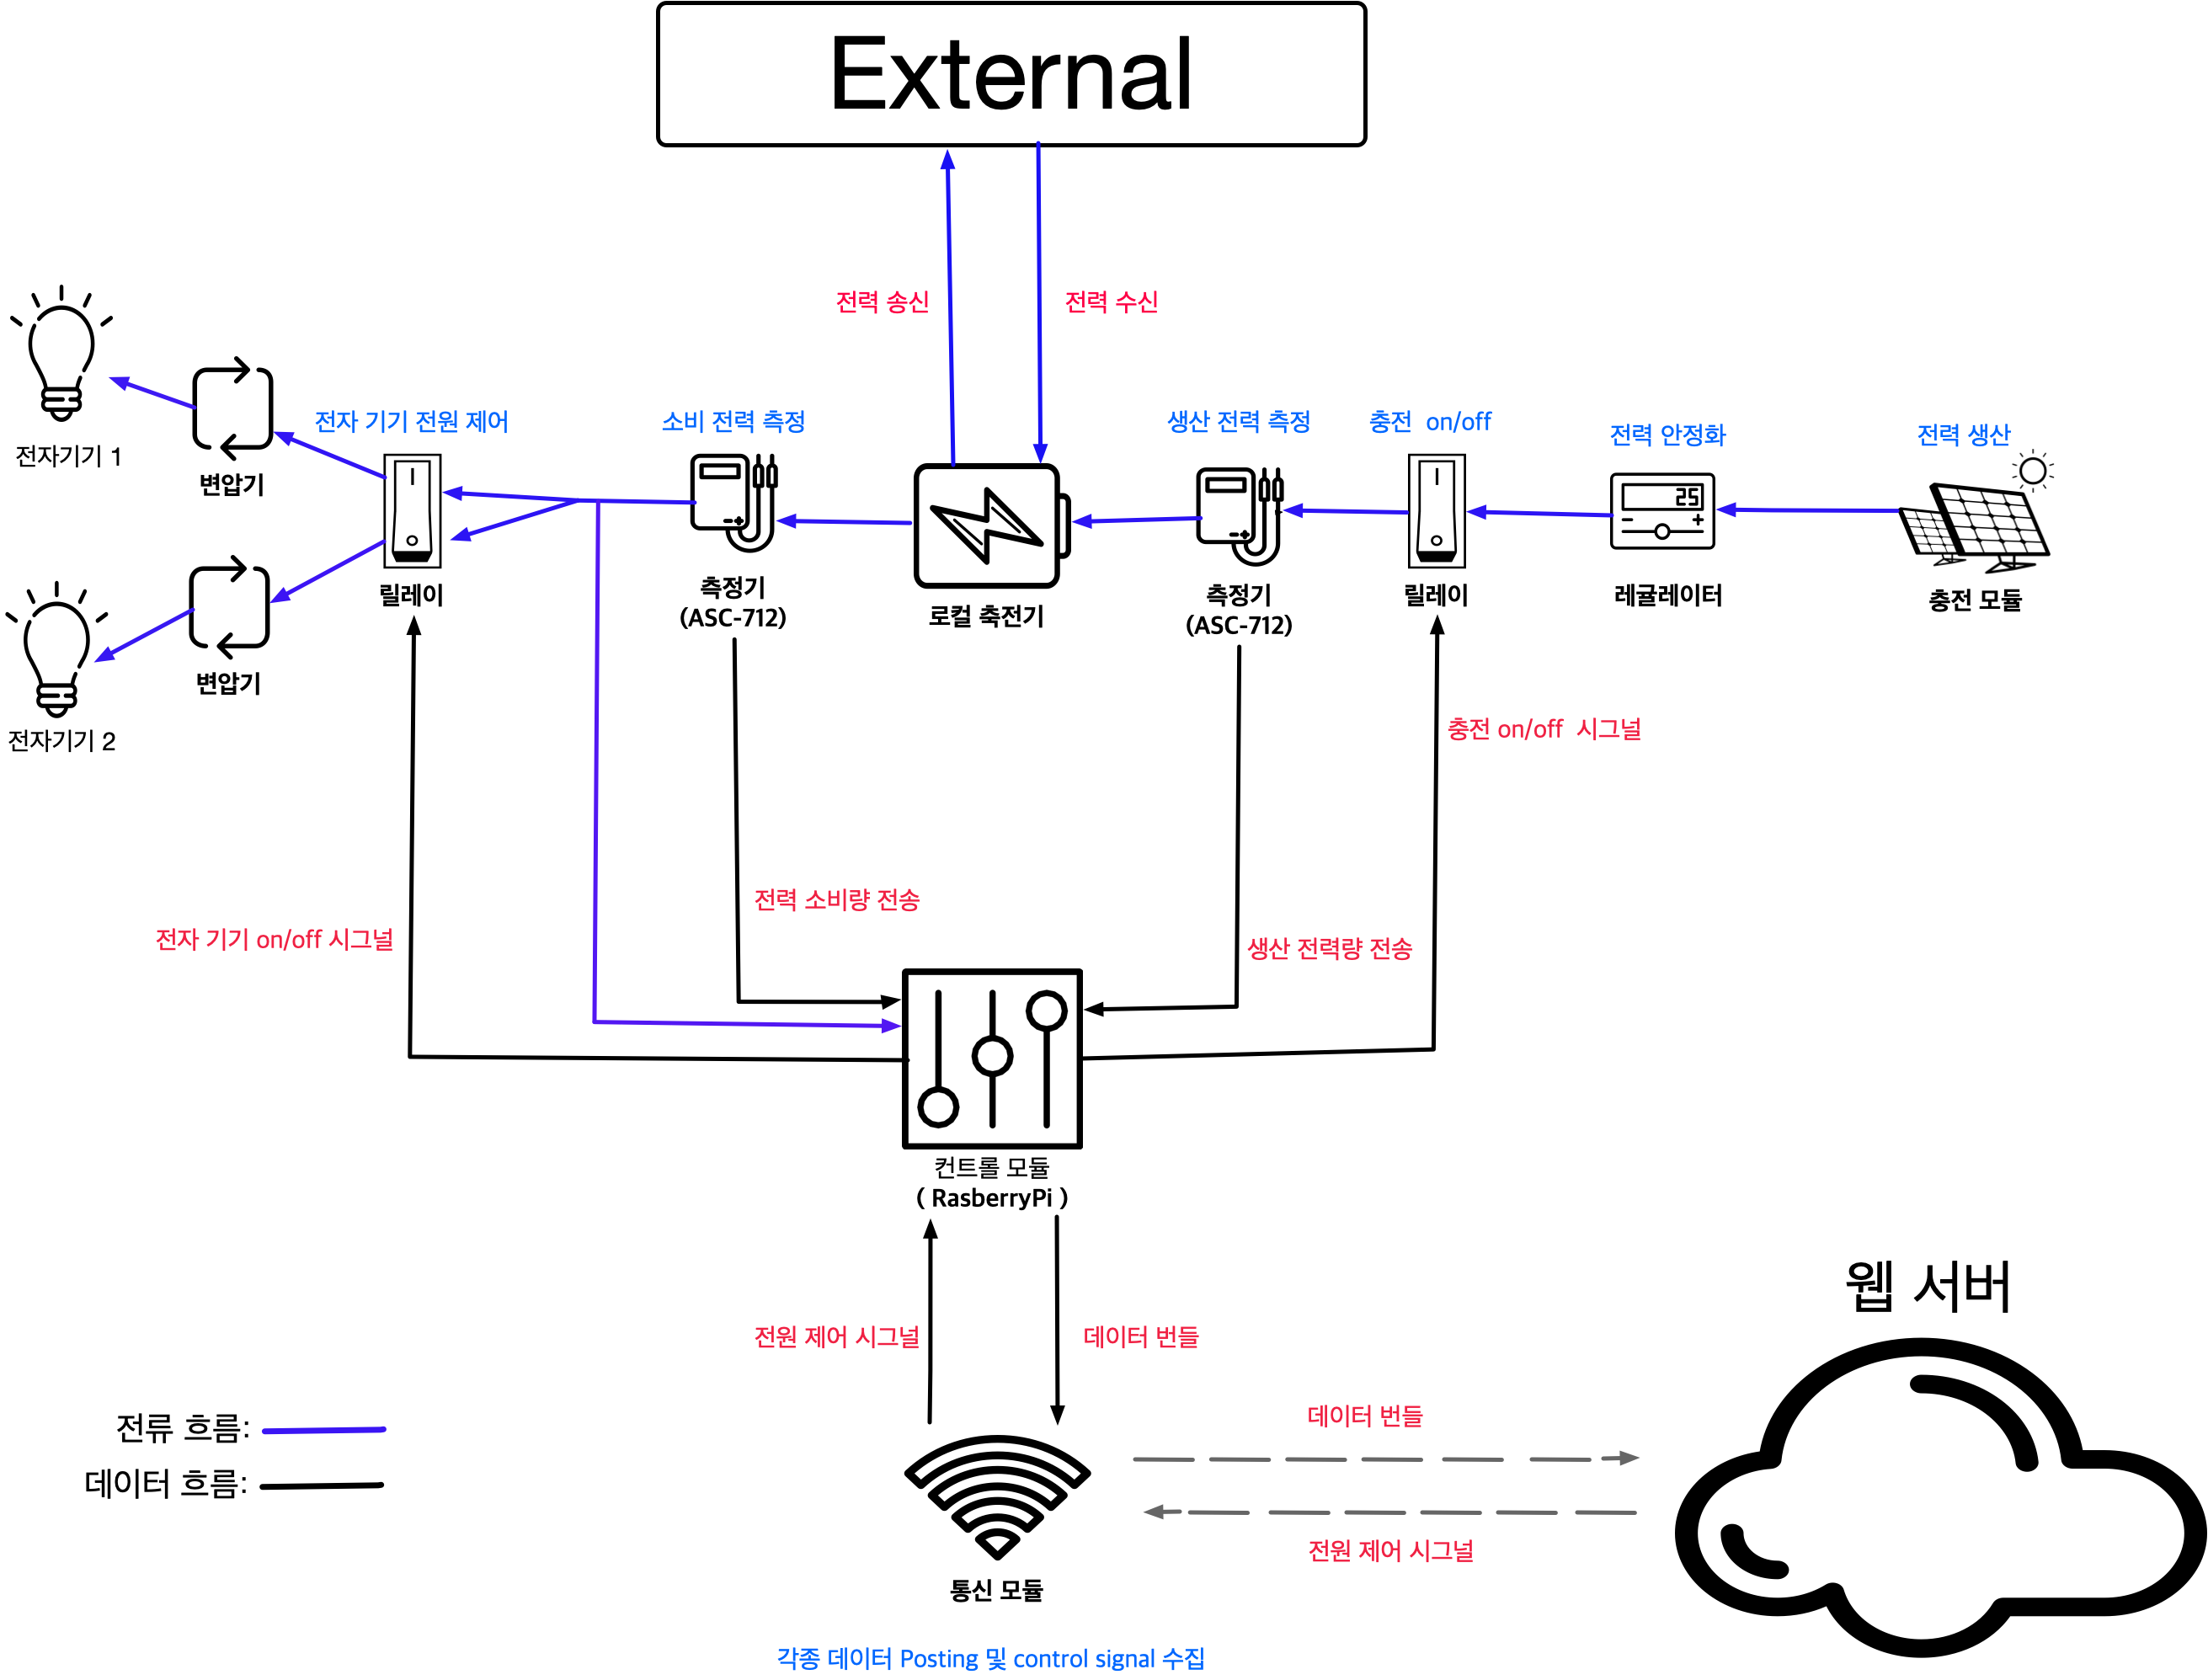 External
전력 송신
전력 수신
전자 기기 전원 제어
소비 전력 측정
생산 전력 측정
충전 on/off
전력 안정화
전력 생산
25
전자기기 1
변압기
릴레이
측정기
(ASC-712)
로컬 축전기
측정기
(ASC-712)
릴레이
레귤레이터
충전 모듈
변압기
전자기기 2
충전 on/off 시그널
전력 소비량 전송
전자 기기 on/off 시그널
생산 전력량 전송
컨트롤 모듈
( RasberryPi )
웹 서버
전원 제어 시그널
데이터 번들
데이터 번들
전류 흐름:
데이터 흐름:
전원 제어 시그널
통신 모듈
각종 데이터 Posting 및 control signal 수집